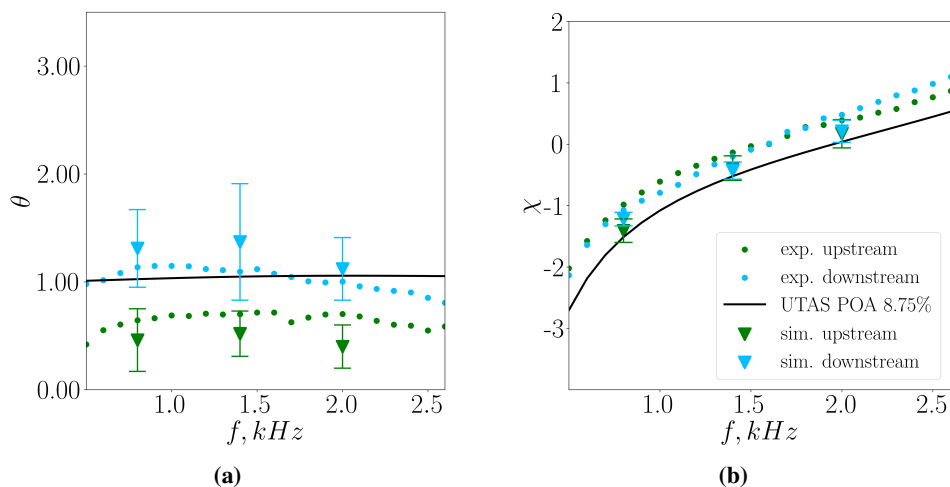 3.00
2.00
θ
1.00
0.00
1.0
1.5
2.0
2.5
f, kHz
(a)
2
1
0
-1
χ
-2
-3
exp. upstream
exp. downstream
UTAS POA 8.75%
sim. upstream
sim. downstream
1.0
1.5
2.0
2.5
f, kHz
(b)